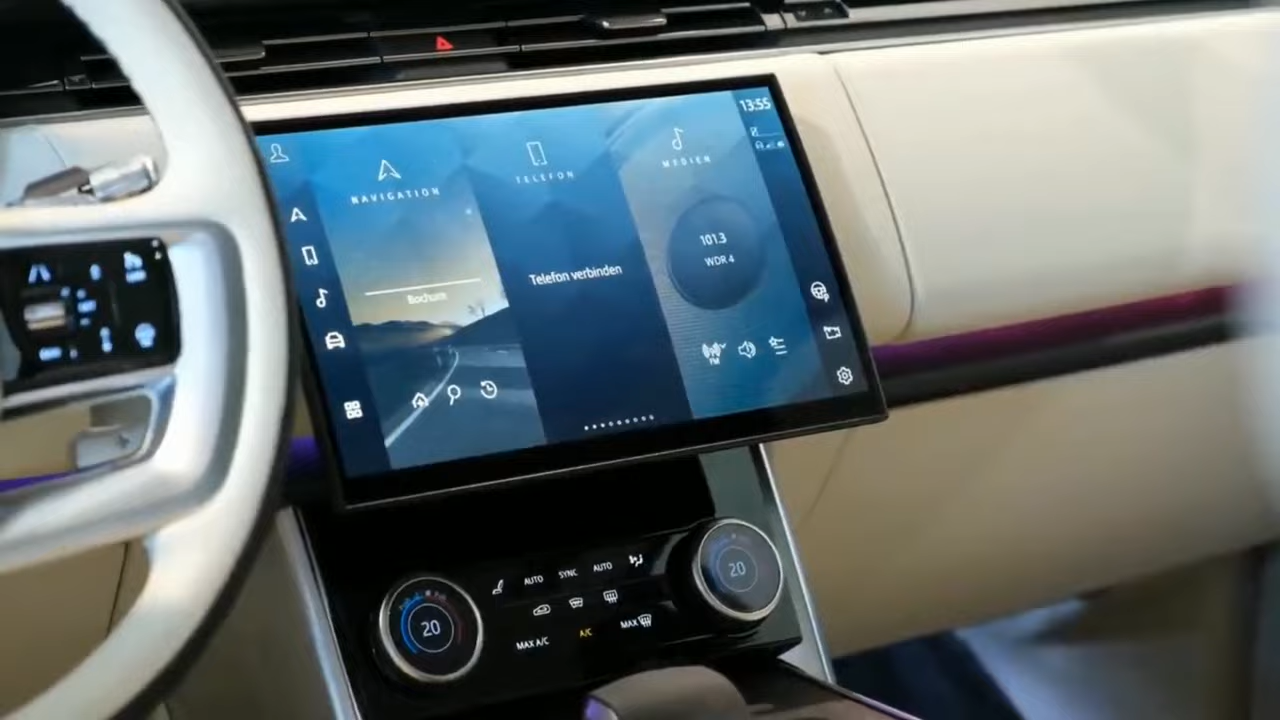 13:55
NAVIGATION
TELEFON
MEDIEN
101.3
WDR 4
Telefon verbinden
Bochum
FM
AUTO SYNC AUTO
20
20
MAX A/C
A/C
MAX